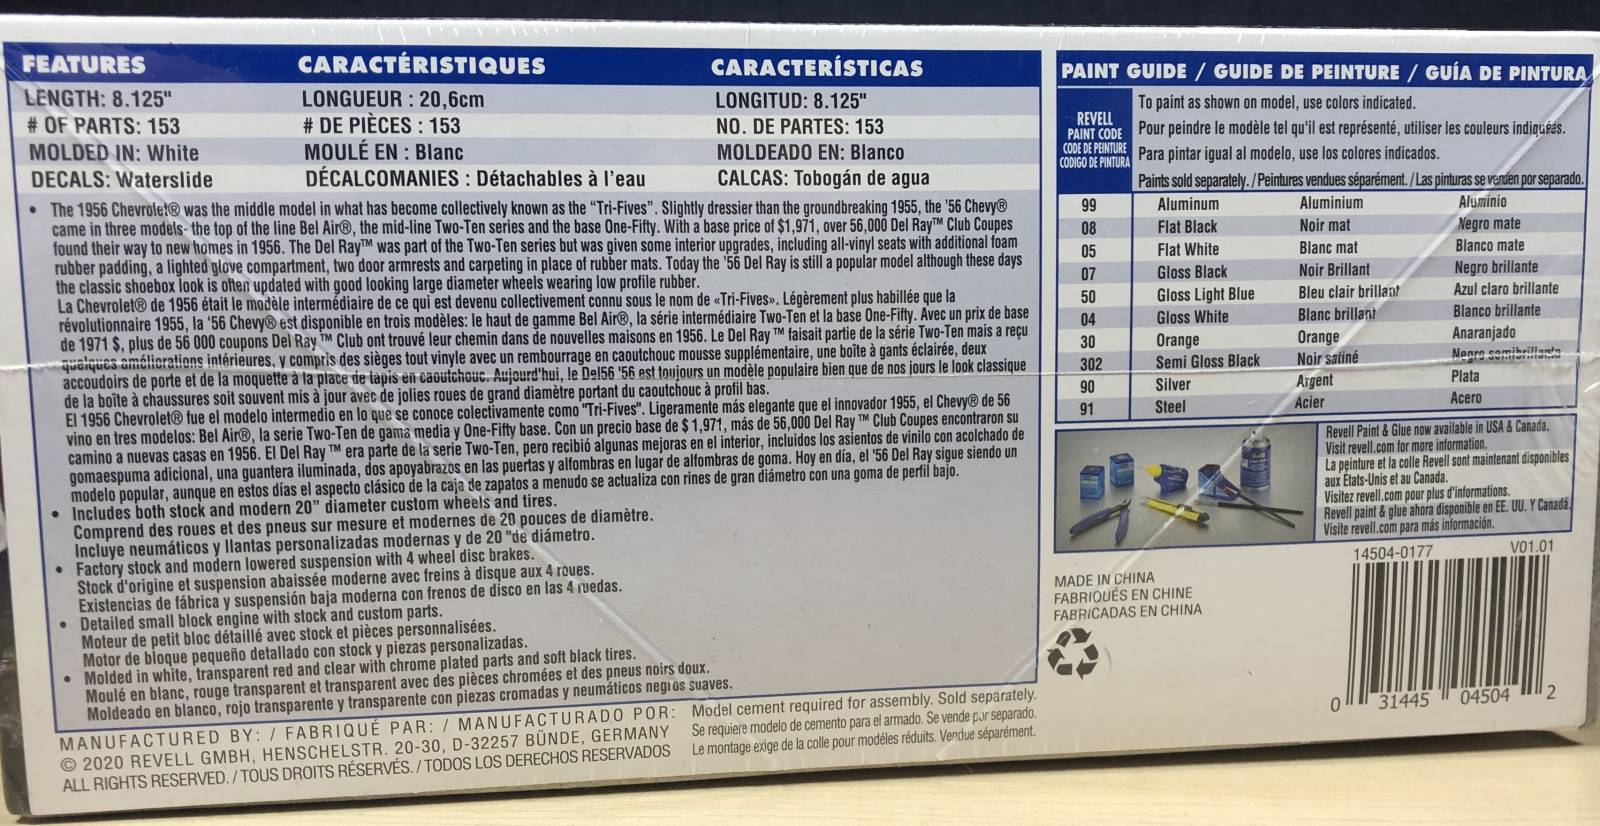 FEATURES CARACTÉRISTIQUES CARACTERÍSTICAS
LENGTH: 8.125" LONGUEUR : 20,6cm LONGITUD: 8.125"
# OF PARTS: 153 # DE PIÈCES : 153 NO. DE PARTES: 153
MOLDED IN: White MOULÉ EN : Blanc MOLDEADO EN: Blanco
DECALS: Waterslide DÉCALCOMANIES : Détachables à l'eau CALCAS: Tobogán de agua
• The 1956 Chevrolet® was the middle model in what has become collectively known as the "Tri-Fives". Slightly dressier than the groundbreaking 1955, the '56 Chevy®
came in three models- the top of the line Bel Air®, the mid-line Two-Ten series and the base One-Fifty. With a base price of $1,971, over 56,000 Del Ray™ Club Coupes
found their way to new homes in 1956. The Del Ray™ was part of the Two-Ten series but was given some interior upgrades, including all-vinyl seats with additional foam
rubber padding, a lighted glove compartment, two door armrests and carpeting in place of rubber mats. Today the '56 Del Ray is still a popular model although these days
the classic shoebox look is often updated with good looking large diameter wheels wearing low profile rubber.
La Chevrolet® de 1956 était le modèle intermédiaire de ce qui est devenu collectivement connu sous le nom de «Tri-Fives». Légèrement plus habillée que la
révolutionnaire 1955, la '56 Chevy® est disponible en trois modèles: le haut de gamme Bel Air®, la série intermédiaire Two-Ten et la base One-Fifty. Avec un prix de base
de 1971 $, plus de 56 000 coupons Del Ray ™ Club ont trouvé leur chemin dans de nouvelles maisons en 1956. Le Del Ray ™ faisait partie de la série Two-Ten mais a reçu
quelques améliorations intérieures, y compris des sièges tout vinyle avec un rembourrage en caoutchouc mousse supplémentaire, une boîte à gants éclairée, deux
accoudoirs de porte et de la moquette à la place de tapis en caoutchouc. Aujourd'hui, le Del56 '56 est toujours un modèle populaire bien que de nos jours le look classique
de la boîte à chaussures soit souvent mis à jour avec de jolies roues de grand diamètre portant du caoutchouc à profil bas.
El 1956 Chevrolet® fue el modelo intermedio en lo que se conoce colectivamente como "Tri-Fives". Ligeramente más elegante que el innovador 1955, el Chevy® de 56
vino en tres modelos: Bel Air®, la serie Two-Ten de gama media y One-Fifty base. Con un precio base de $ 1,971, más de 56,000 Del Ray ™ Club Coupes encontraron su
camino a nuevas casas en 1956. El Del Ray ™ era parte de la serie Two-Ten, pero recibió algunas mejoras en el interior, incluidos los asientos de vinilo con acolchado de
gomaespuma adicional, una guantera iluminada, dos apoyabrazos en las puertas y alfombras en lugar de alfombras de goma. Hoy en día, el '56 Del Ray sigue siendo un
modelo popular, aunque en estos días el aspecto clásico de la caja de zapatos a menudo se actualiza con rines de gran diámetro con una goma de perfil bajo.
• Includes both stock and modern 20" diameter custom wheels and tires.
Comprend des roues et des pneus sur mesure et modernes de 20 pouces de diamètre.
Incluye neumáticos y llantas personalizadas modernas y de 20 "de diámetro.
• Factory stock and modern lowered suspension with 4 wheel disc brakes.
Stock d'origine et suspension abaissée moderne avec freins à disque aux 4 roues.
Existencias de fábrica y suspensión baja moderna con frenos de disco en las 4 ruedas.
• Detailed small block engine with stock and custom parts.
Moteur de petit bloc détaillé avec stock et pièces personnalisées.
Motor de bloque pequeño detallado con stock y piezas personalizadas.
• Molded in white, transparent red and clear with chrome plated parts and soft black tires.
Moulé en blanc, rouge transparent et transparent avec des pièces chromées et des pneus noirs doux.
Moldeado en blanco, rojo transparente y transparente con piezas cromadas y neumáticos negros suaves.
MANUFACTURED BY: / FABRIQUÉ PAR: / MANUFACTURADO POR:
© 2020 REVELL GMBH, HENSCHELSTR. 20-30, D-32257 BÜNDE, GERMANY
ALL RIGHTS RESERVED. / TOUS DROITS RÉSERVÉS. / TODOS LOS DERECHOS RESERVADOS
Model cement required for assembly. Sold separately.
Se requiere modelo de cemento para el armado. Se vende por separado.
Le montage exige de la colle pour modéles réduits. Vendue séparément.
PAINT GUIDE / GUIDE DE PEINTURE / GUÍA DE PINTURA
REVELL
PAINT CODE
CODE DE PEINTURE
CODIGO DE PINTURA
To paint as shown on model, use colors indicated.
Pour peindre le modèle tel qu'il est représenté, utiliser les couleurs indiquées.
Para pintar igual al modelo, use los colores indicados.
Paints sold separately. / Peintures vendues séparément. / Las pinturas se venden por separado.
99 Aluminum Aluminium Aluminio
08 Flat Black Noir mat Negro mate
05 Flat White Blanc mat Blanco mate
07 Gloss Black Noir Brillant Negro brillante
50 Gloss Light Blue Bleu clair brillant Azul claro brillante
04 Gloss White Blanc brillant Blanco brillante
30 Orange Orange Anaranjado
302 Semi Gloss Black Noir satiné Negro semibrillante
90 Silver Argent Plata
91 Steel Acier Acero
Revell Paint & Glue now available in USA & Canada.
Visit revell.com for more information.
La peinture et la colle Revell sont maintenant disponibles
aux États-Unis et au Canada.
Visitez revell.com pour plus d'informations.
Revell paint & glue ahora disponible en EE. UU. Y Canadá.
Visite revell.com para más información.
14504-0177 V01.01
MADE IN CHINA
FABRIQUÉS EN CHINE
FABRICADAS EN CHINA
0 31445 04504 2